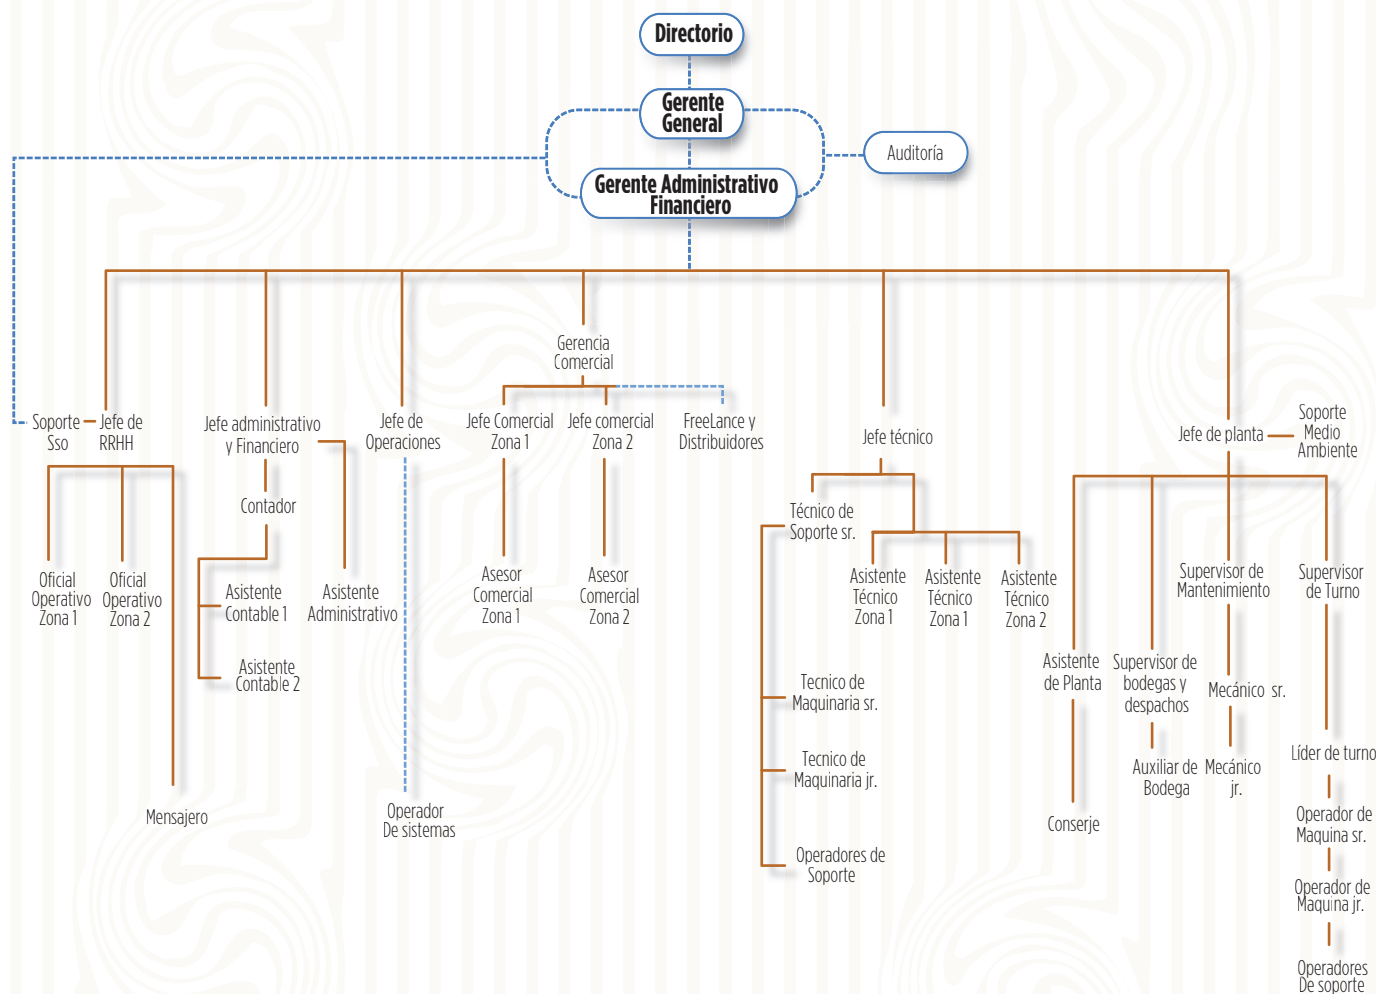 Directorio
Gerente
General
Auditoría
Gerente Administrativo
Financiero
Gerencia
Comercial
Soporte
Sso
Jefe de
RRHH
Jefe administrativo
y Financiero
Jefe de
Operaciones
Jefe Comercial
Zona 1
Jefe comercial
Zona 2
FreeLance y
Distribuidores
Jefe técnico
Jefe de planta
Soporte
Medio
Ambiente
Contador
Técnico de
Soporte sr.
Oficial
Operativo
Zona 1
Oficial
Operativo
Zona 2
Asistente
Contable 1
Asistente
Administrativo
Asesor
Comercial
Zona 1
Asesor
Comercial
Zona 2
Asistente
Técnico
Zona 1
Asistente
Técnico
Zona 1
Asistente
Técnico
Zona 2
Supervisor de
Mantenimiento
Supervisor
de Turno
Asistente
Contable 2
Asistente
de Planta
Supervisor de
bodegas y
despachos
Mecánico sr.
Tecnico de
Maquinaria sr.
Tecnico de
Maquinaria jr.
Auxiliar de
Bodega
Mecánico
jr.
Líder de turno
Mensajero
Operador
De sistemas
Conserje
Operador de
Maquina sr.
Operadores de
Soporte
Operador de
Maquina jr.
Operadores
De soporte